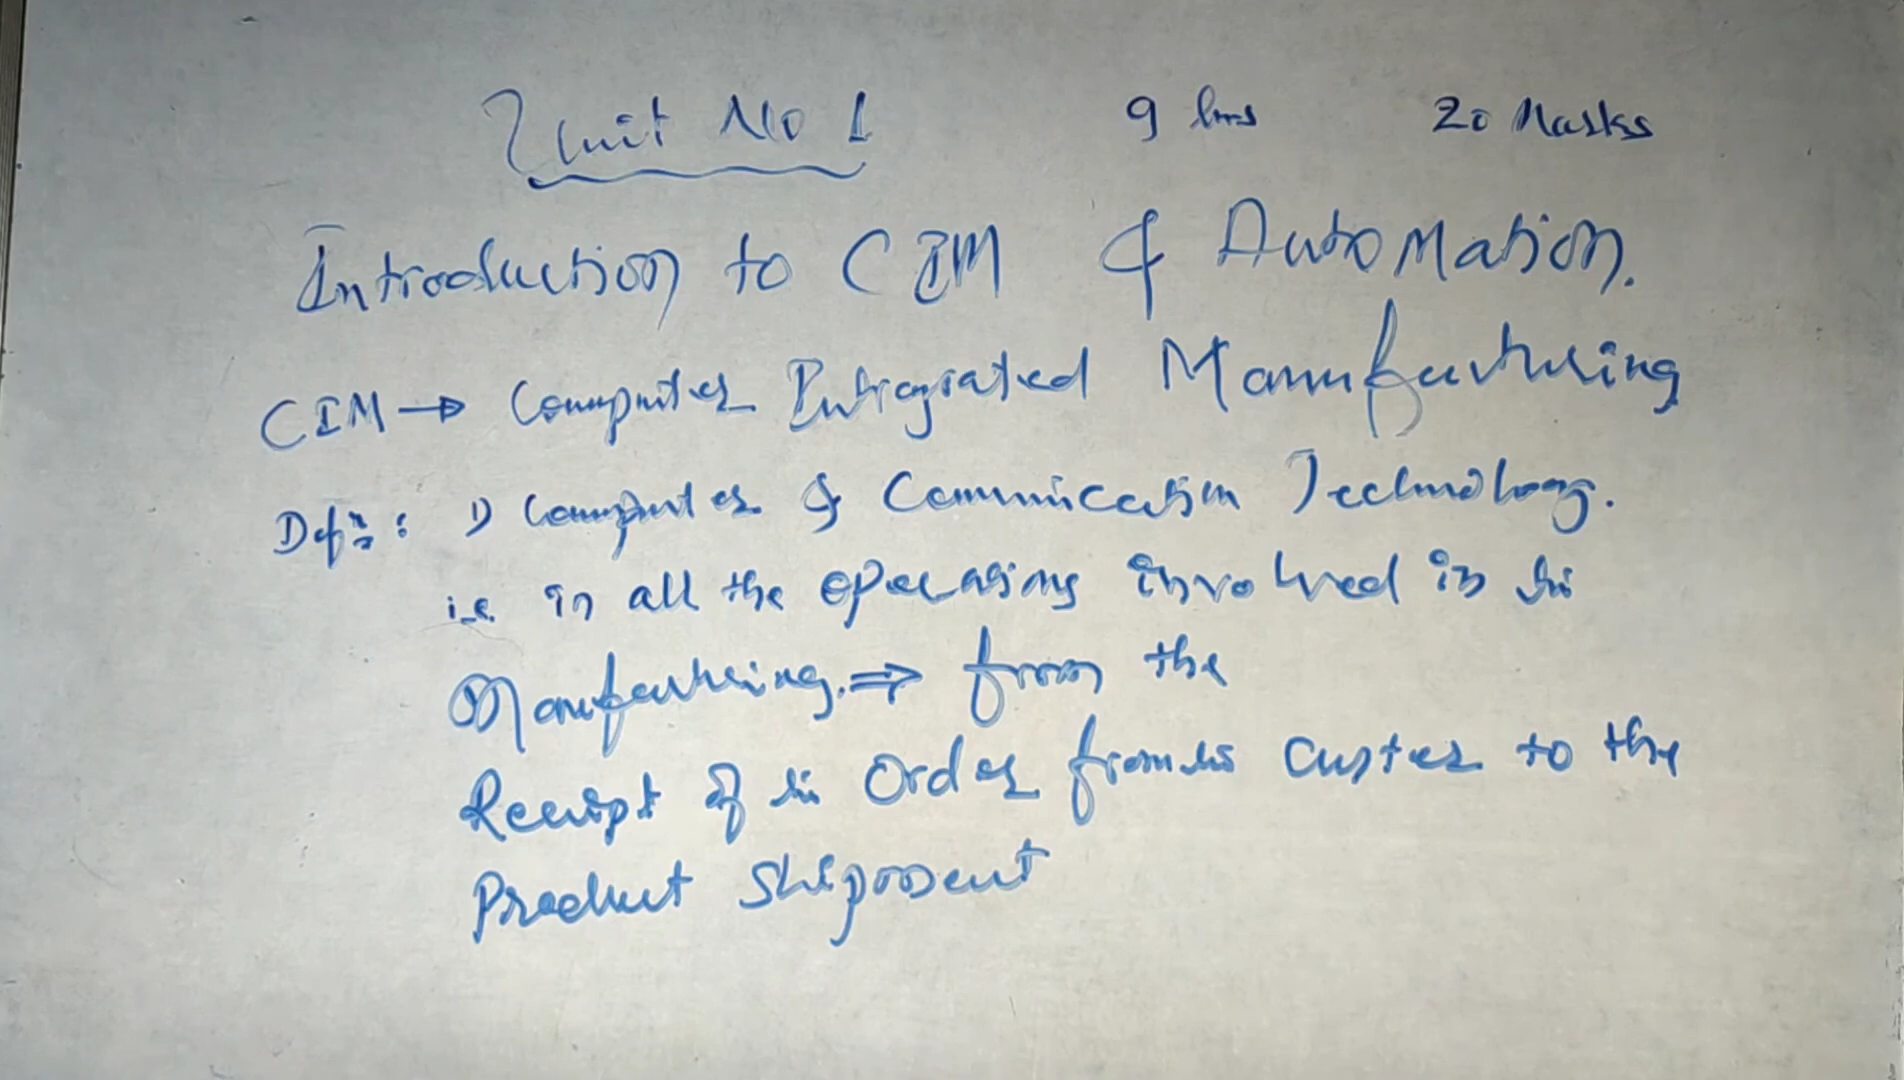 Unit No 1 9 hrs 20 Marks
Introduction to CIM & Automation.
CIM → Computer Integrated Manufacturing
Defn: 1) Computer & Communication Technology.
i.e. in all the operations involved in the
Manufacturing. ⇒ from the
Receipt of the Order from the Custer to the
Product Shipment